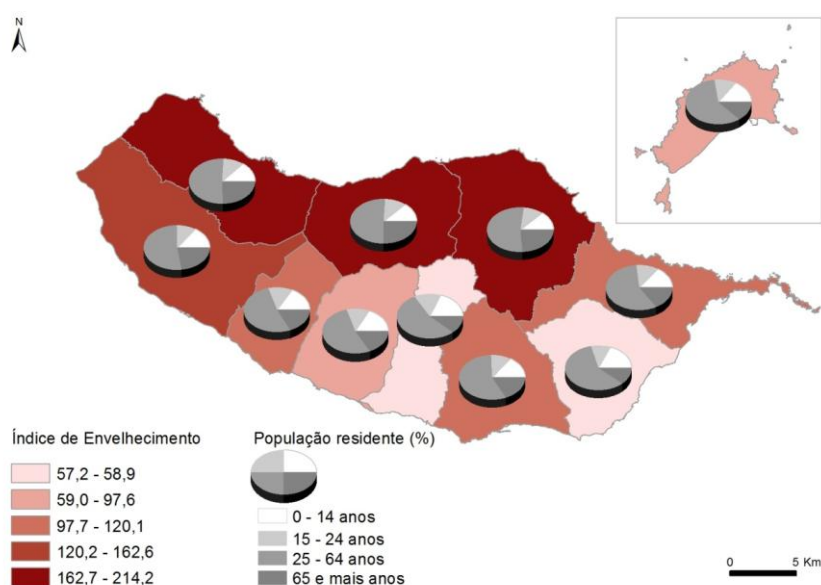 N
Índice de Envelhecimento
57,2 - 58,9
59,0 - 97,6
97,7 - 120,1
120,2 - 162,6
162,7 - 214,2
População residente (%)
0 - 14 anos
15 - 24 anos
25 - 64 anos
65 e mais anos
0 5 Km